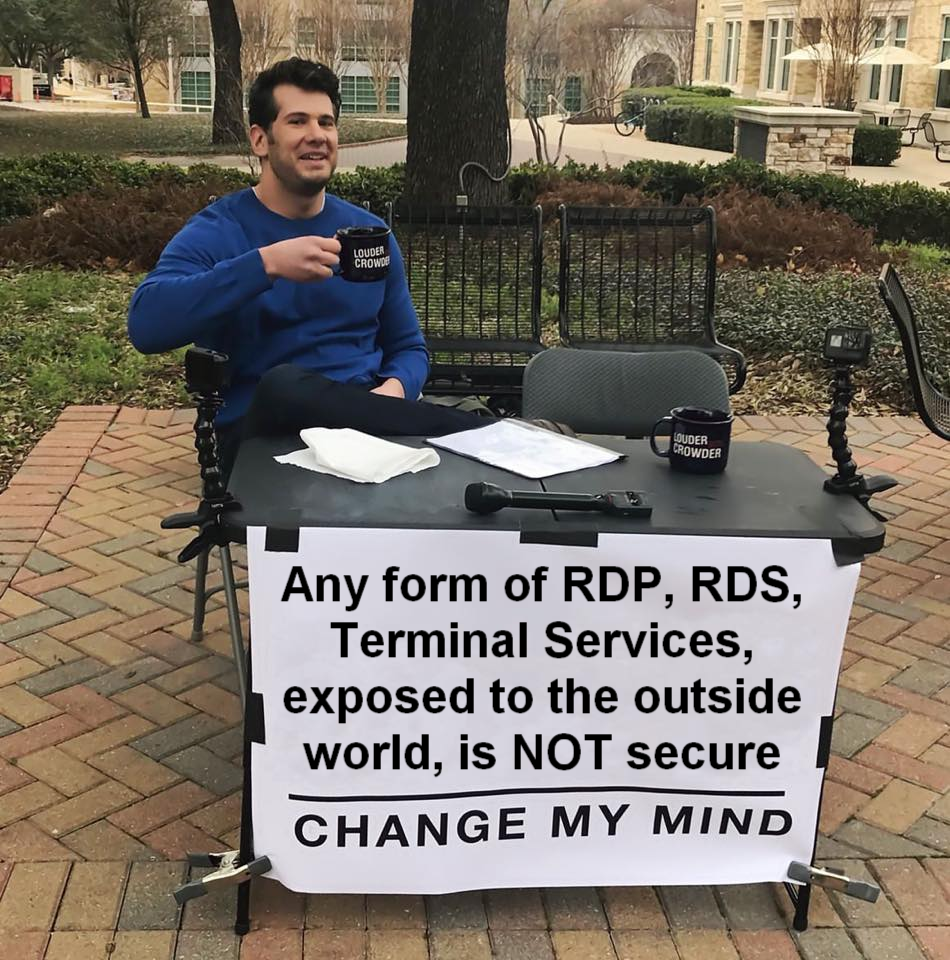 LOUDER
CROWDE
LOUDER
CROWDER
Any form of RDP, RDS,
Terminal Services,
exposed to the outside
world, is NOT secure
CHANGE MY MIND